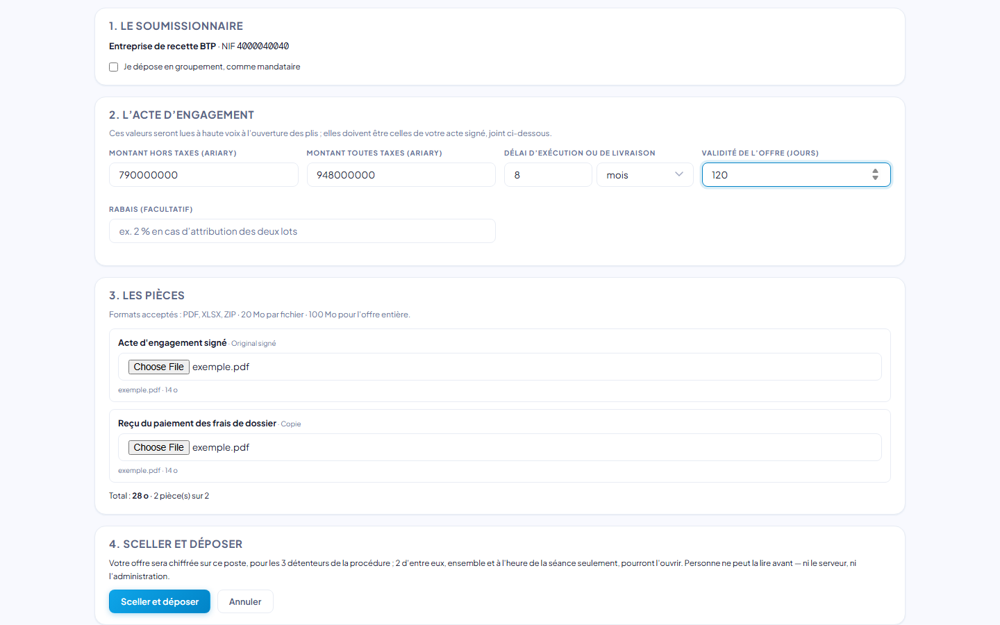 1. LE SOUMISSIONNAIRE
Entreprise de recette BTP · NIF 4000040040
Je dépose en groupement, comme mandataire
2. L’ACTE D’ENGAGEMENT
Ces valeurs seront lues à haute voix à l’ouverture des plis ; elles doivent être celles de votre acte signé, joint ci-dessous.
MONTANT HORS TAXES (ARIARY) MONTANT TOUTES TAXES (ARIARY) DÉLAI D’EXÉCUTION OU DE LIVRAISON VALIDITÉ DE L’OFFRE (JOURS)
790000000 948000000 8 mois 120
RABAIS (FACULTATIF)
ex. 2 % en cas d’attribution des deux lots
3. LES PIÈCES
Formats acceptés : PDF, XLSX, ZIP · 20 Mo par fichier · 100 Mo pour l’offre entière.
Acte d’engagement signé · Original signé
Choose File exemple.pdf
exemple.pdf · 14 o
Reçu du paiement des frais de dossier · Copie
Choose File exemple.pdf
exemple.pdf · 14 o
Total : 28 o · 2 pièce(s) sur 2
4. SCELLER ET DÉPOSER
Votre offre sera chiffrée sur ce poste, pour les 3 détenteurs de la procédure ; 2 d’entre eux, ensemble et à l’heure de la séance seulement, pourront l’ouvrir. Personne ne peut la lire avant — ni le serveur, ni
l’administration.
Sceller et déposer Annuler